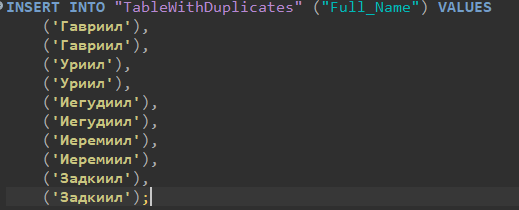 INSERT INTO "TableWithDuplicates" ("Full_Name") VALUES
('Гавриил'),
('Гавриил'),
('Уриил'),
('Уриил'),
('Иегудиил'),
('Иегудиил'),
('Иеремиил'),
('Иеремиил'),
('Задкиил'),
('Задкиил');